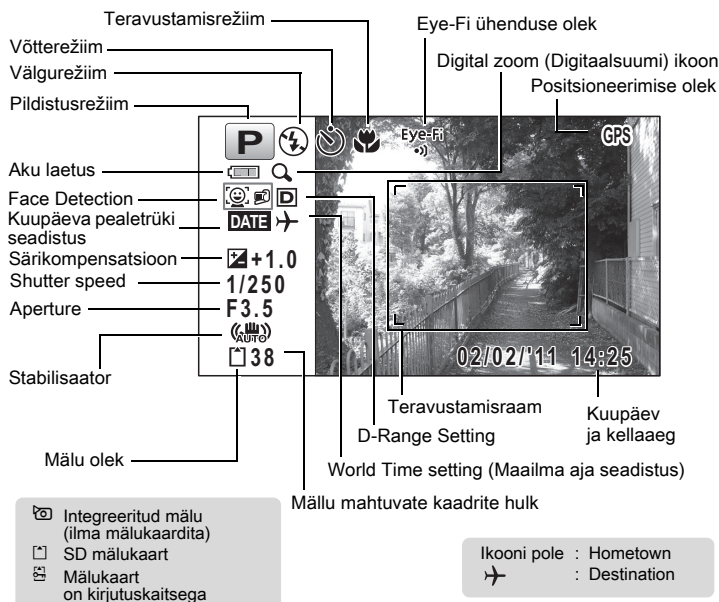 Teravustamisrežiim
Eye-Fi ühenduse olek
Võtterežiim
Digital zoom (Digitaalsuumi) ikoon
Välgurežiim
Positsioneerimise olek
Pildistusrežiim
P
Eye-Fi
GPS
Aku laetus
Face Detection
D
Kuupäeva pealetrüki
seadistus
DATE
Särikompensatsioon
+1.0
Shutter speed
1/250
Aperture
F3.5
AUTO
38
02/02/'11 14:25
Stabilisaator
Teravustamisraam
Kuupäev
ja kellaaeg
D-Range Setting
Mälu olek
World Time setting (Maailma aja seadistus)
Mällu mahtuvate kaadrite hulk
Integreeritud mälu
(ilma mälukaardita)
SD mälukaart
Mälukaart
on kirjutuskaitsega
Ikooni pole : Hometown
: Destination